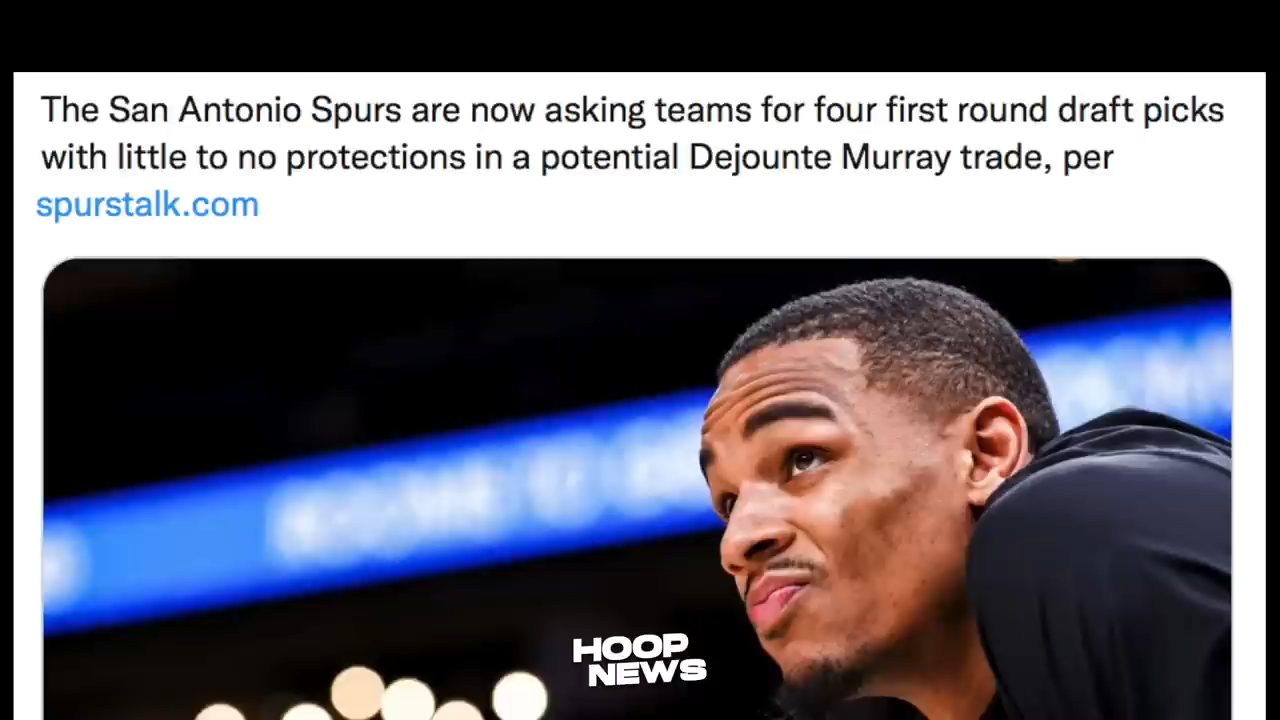 The San Antonio Spurs are now asking teams for four first round draft picks
with little to no protections in a potential Dejounte Murray trade, per
spurstalk.com
HOOP
NEWS